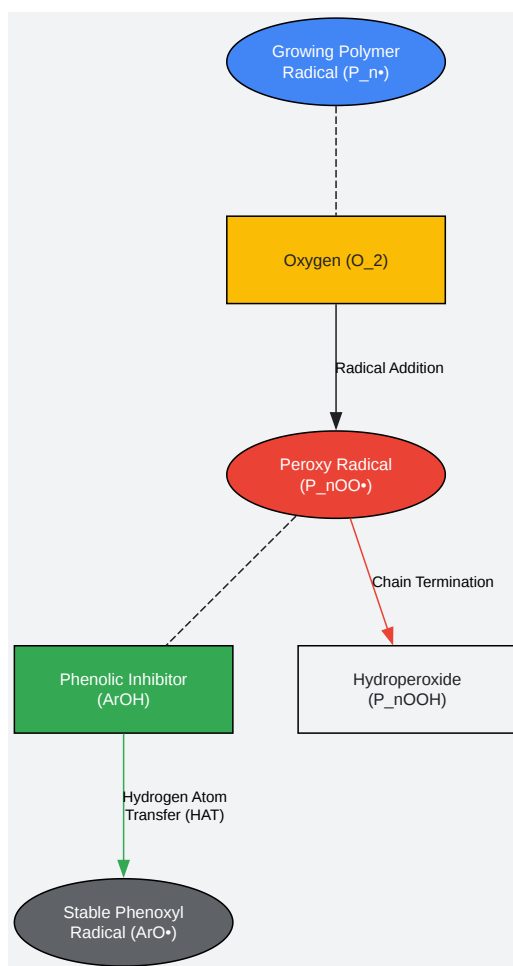 Growing Polymer
Radical (P_n•)
Oxygen (O_2)
Radical Addition
Peroxy Radical
(P_nOO•)
Chain Termination
Phenolic Inhibitor
(ArOH)
Hydroperoxide
(P_nOOH)
Hydrogen Atom
Transfer (HAT)
Stable Phenoxyl
Radical (ArO•)